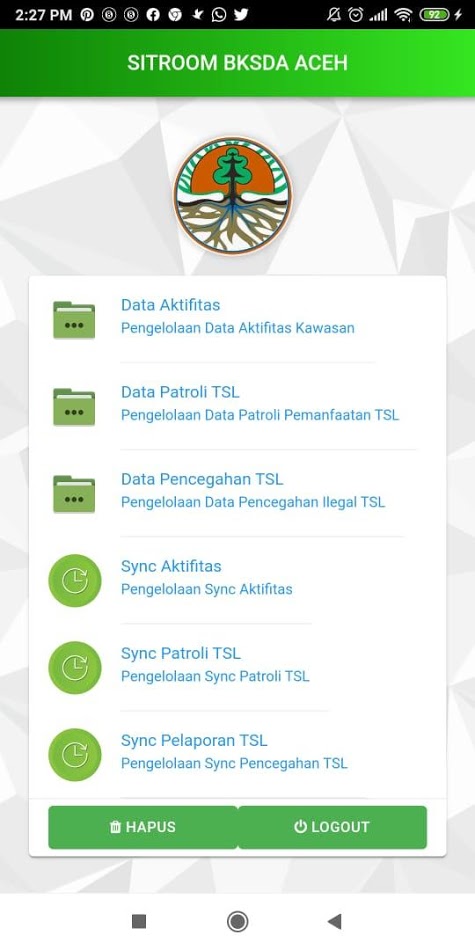 2:27 PM
92
SITROOM BKSDA ACEH
Data Aktifitas
Pengelolaan Data Aktifitas Kawasan
Data Patroli TSL
Pengelolaan Data Patroli Pemanfaatan TSL
Data Pencegahan TSL
Pengelolaan Data Pencegahan Ilegal TSL
Sync Aktifitas
Pengelolaan Sync Aktifitas
Sync Patroli TSL
Pengelolaan Sync Patroli TSL
Sync Pelaporan TSL
Pengelolaan Sync Pencegahan TSL
HAPUS
LOGOUT